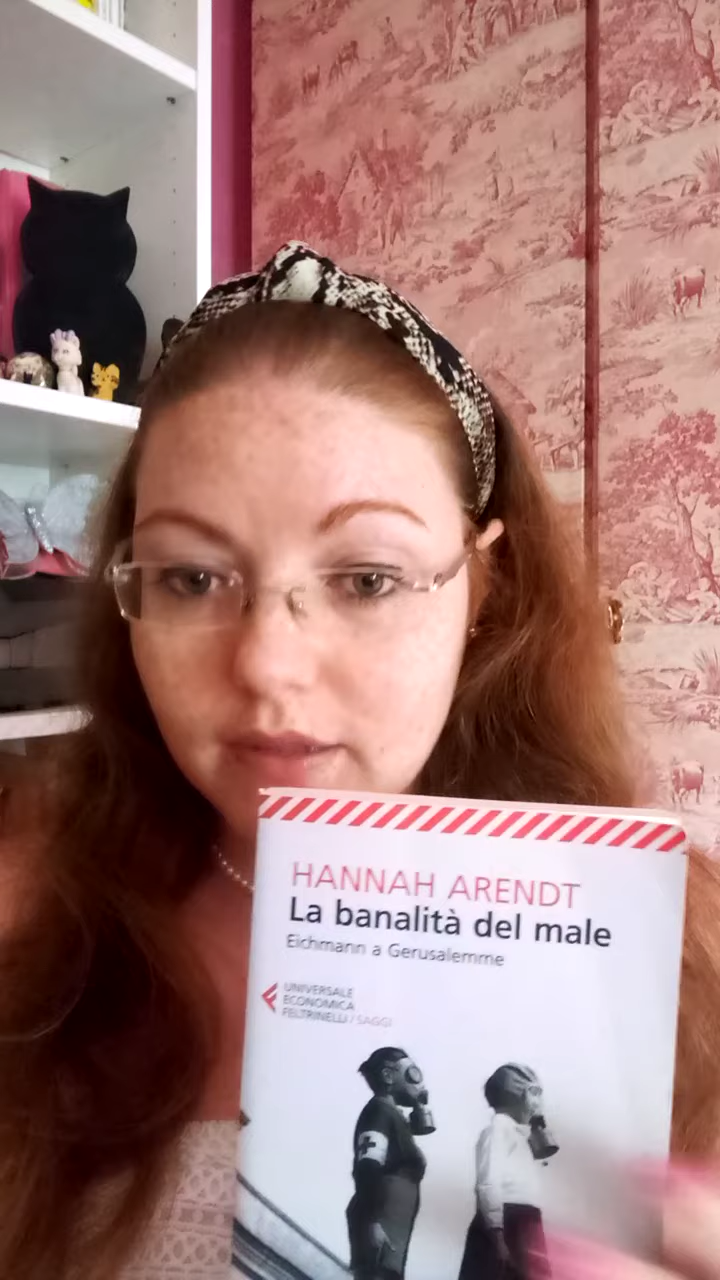 HANNAH ARENDT
La banalità del male
Eichmann a Gerusalemme
UNIVERSALE
ECONOMICA
FELTRINELLI / SAGGI